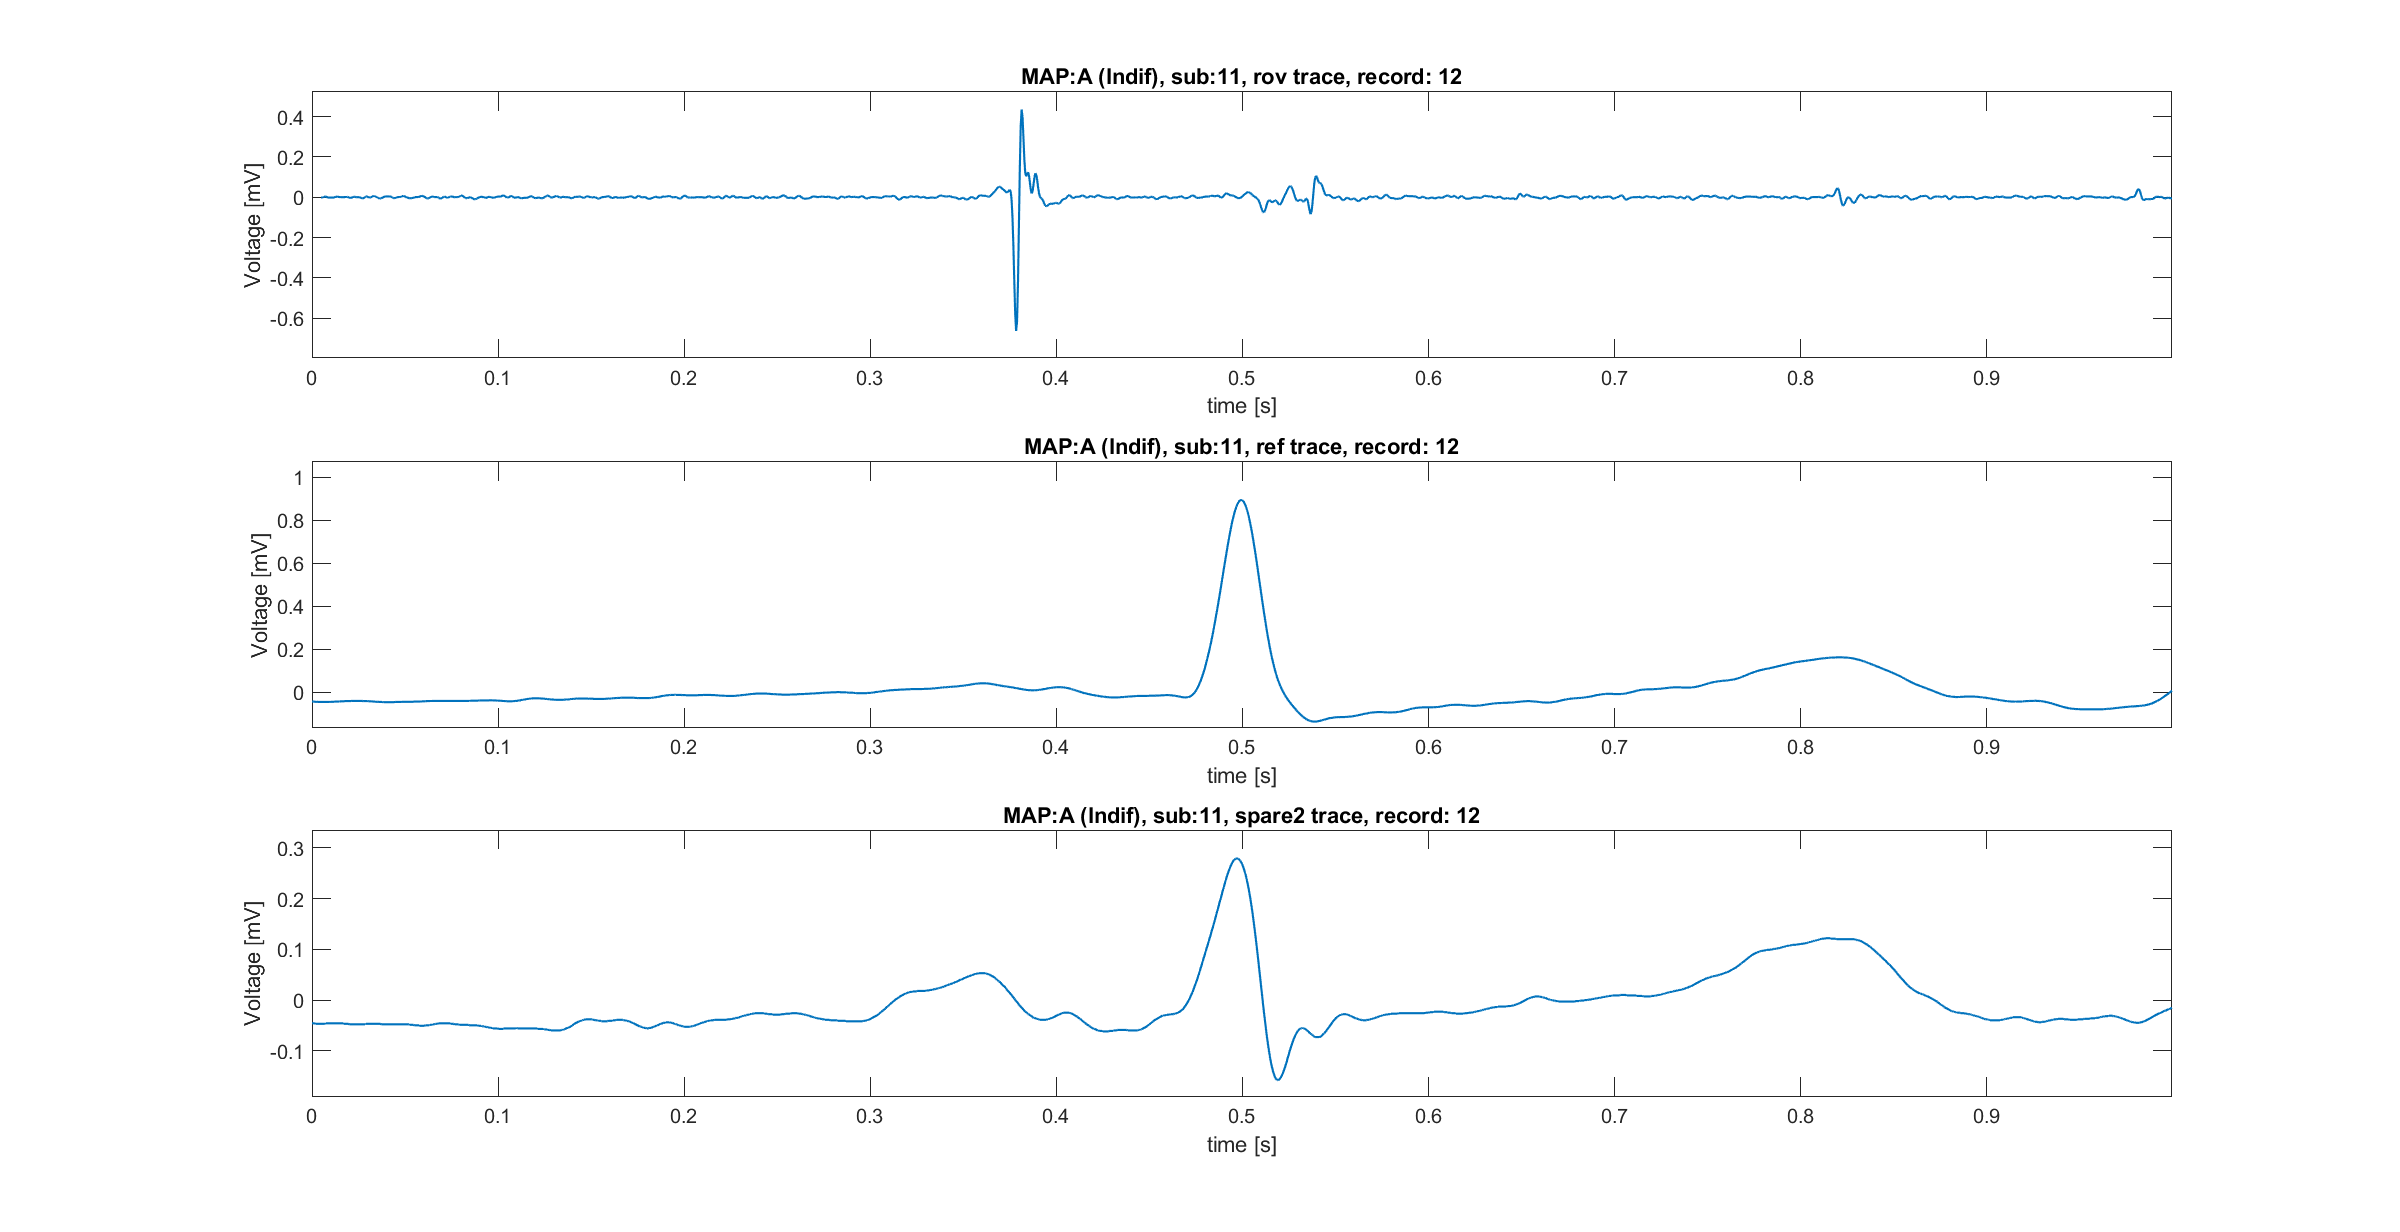 MAP:A (Indif), sub:11, rov trace, record: 12
Voltage [mV]
0.4
0.2
0
-0.2
-0.4
-0.6
0 0.1 0.2 0.3 0.4 0.5 0.6 0.7 0.8 0.9
time [s]
MAP:A (Indif), sub:11, ref trace, record: 12
Voltage [mV]
1
0.8
0.6
0.4
0.2
0
0 0.1 0.2 0.3 0.4 0.5 0.6 0.7 0.8 0.9
time [s]
MAP:A (Indif), sub:11, spare2 trace, record: 12
Voltage [mV]
0.3
0.2
0.1
0
-0.1
0 0.1 0.2 0.3 0.4 0.5 0.6 0.7 0.8 0.9
time [s]